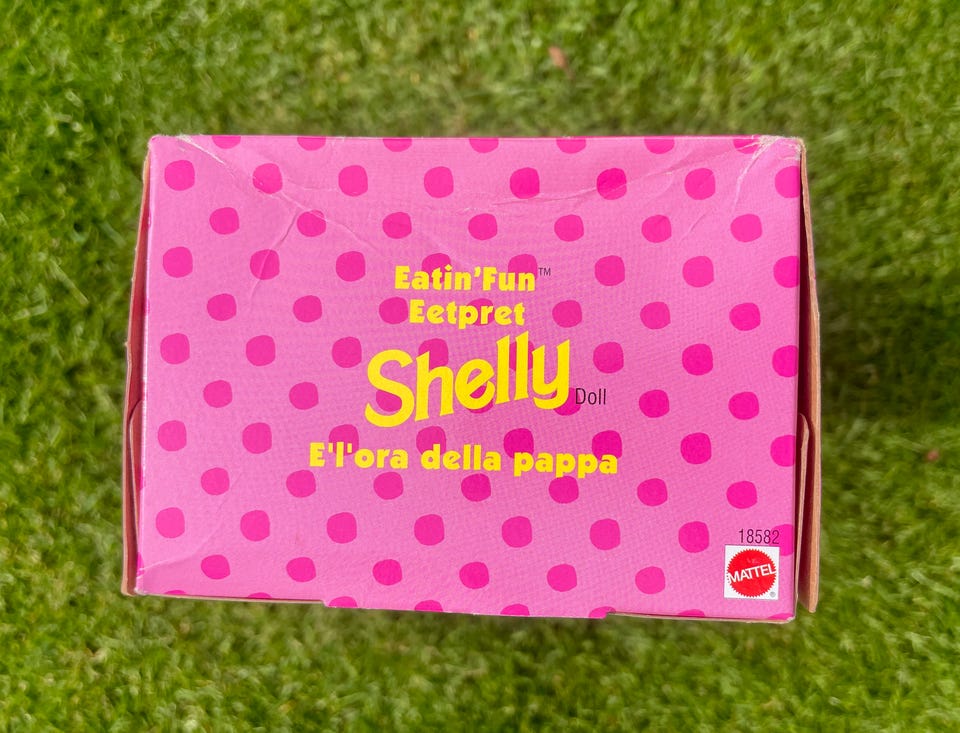 Eatin'Fun™
Eetpret
Shelly Doll
E'l'ora della pappa
18582
MATTEL®